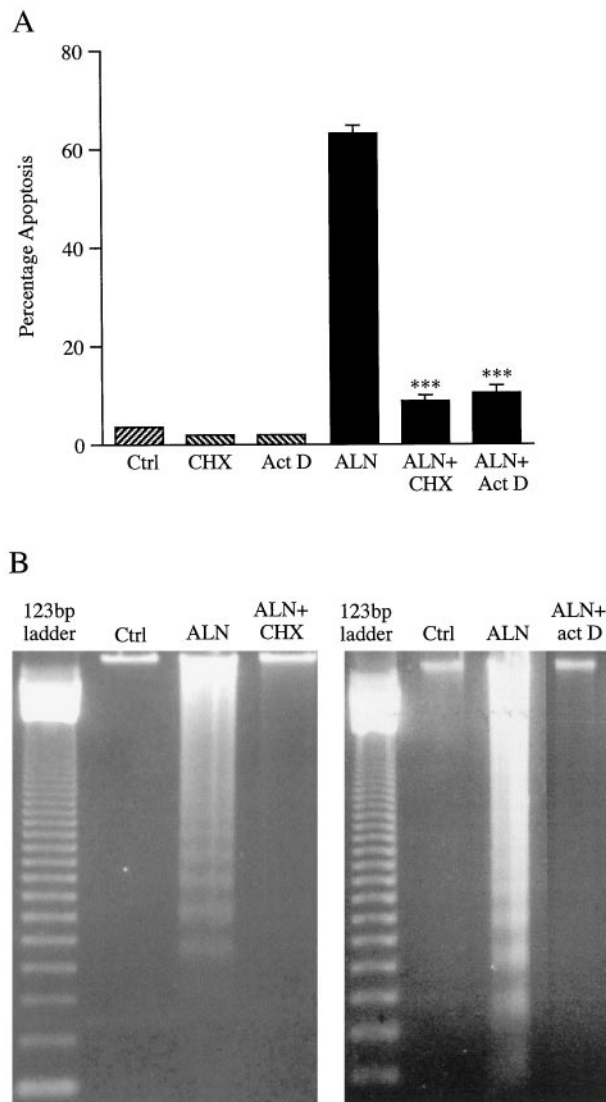 A
80
60
40
20
0
Percentage Apoptosis
*** ***
Ctrl CHX Act D ALN ALN+ ALN+
CHX Act D
B
123bp ALN+ 123bp ALN+
ladder Ctrl ALN CHX ladder Ctrl ALN act D